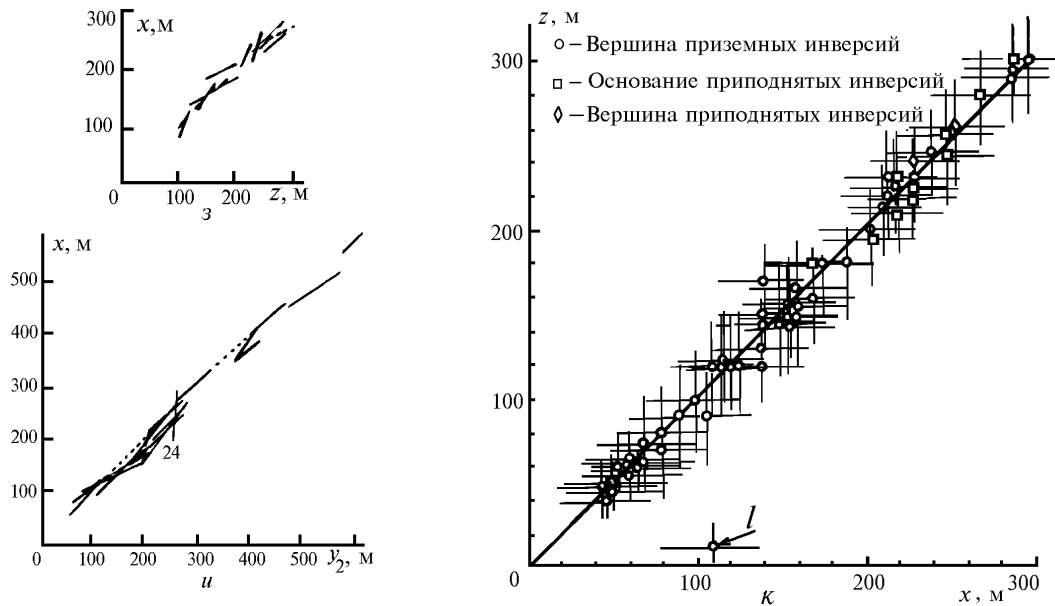 300
x,м
200
100
0
100
200
z, м
з
x, м
500
400
300
200
100
24
0
100
200
300
400
500
y₂, м
и
z, м
300
○ – Вершина приземных инверсий
□ – Основание приподнятых инверсий
◊ – Вершина приподнятых инверсий
200
100
l
0
100
200
300
x, м
к